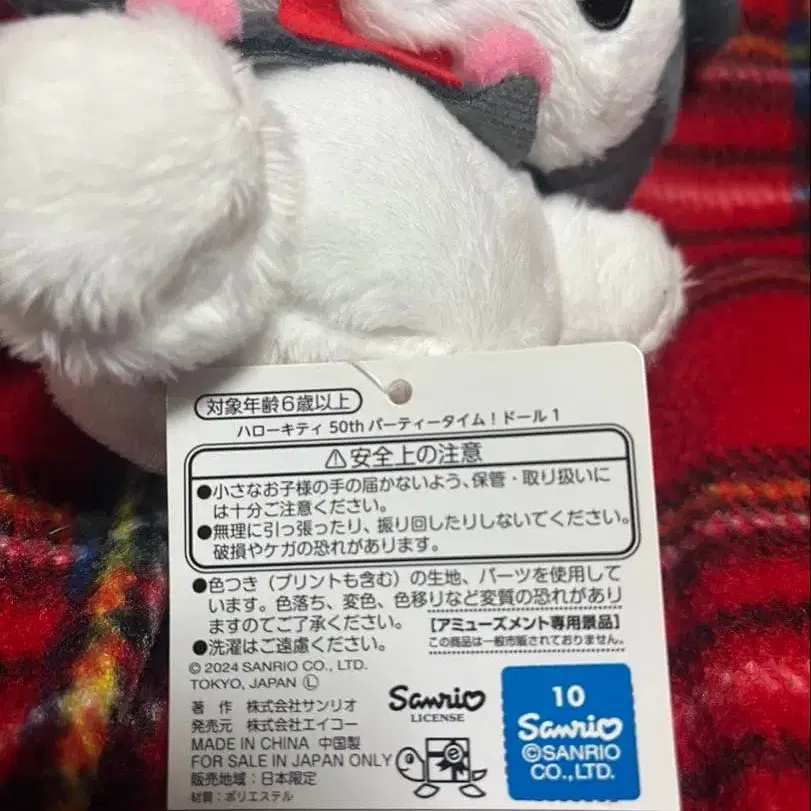 対象年齢6歳以上
ハローキティ 50th パーティータイム！ドール1
⚠安全上の注意
●小さなお子様の手の届かないよう、保管・取り扱いに
は十分ご注意ください。
●無理に引っ張ったり、振り回したりしないでください。
破損やケガの恐れがあります。
●色つき（プリントも含む）の生地、パーツを使用して
います。色落ち、変色、色移りなど変質の恐れがあり
ますのでご了承ください。
●洗濯はご遠慮ください。
［アミューズメント専用景品］
この商品は一般市販されておりません。
© 2024 SANRIO CO., LTD.
TOKYO, JAPAN Ⓛ
著 作 株式会社サンリオ
発売元 株式会社エイコー
MADE IN CHINA 中国製
FOR SALE IN JAPAN ONLY
販売地域：日本限定
材質：ポリエステル
Sanrio
LICENSE
e
10
Sanrio
©SANRIO
CO.,LTD.